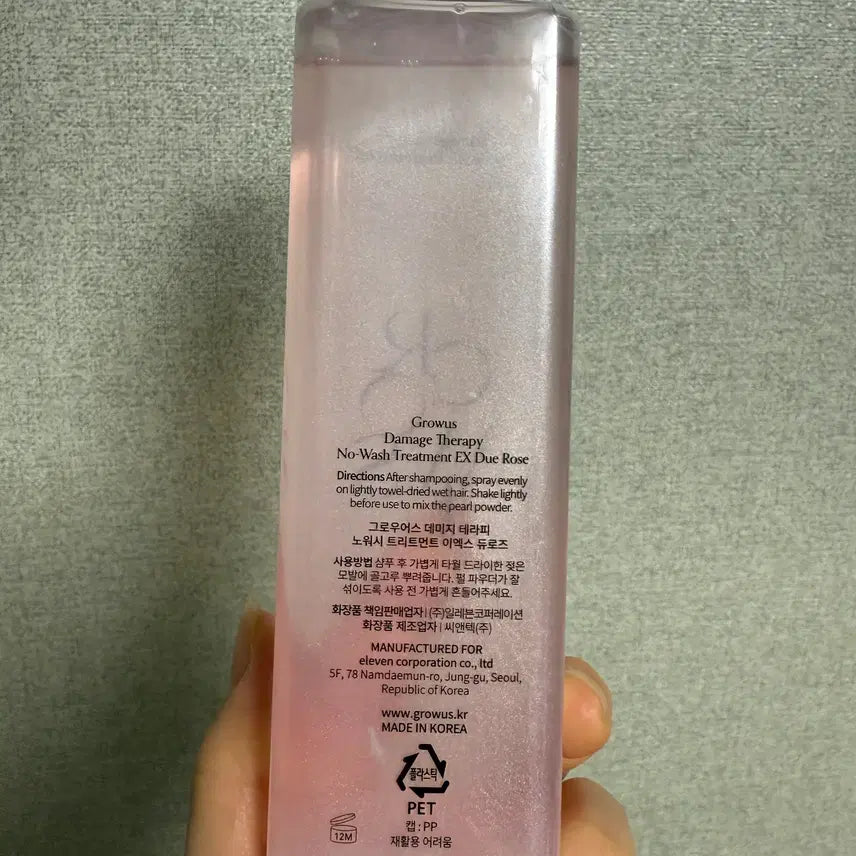 Growus
Damage Therapy
No-Wash Treatment EX Due Rose
Directions After shampooing, spray evenly
on lightly towel-dried wet hair. Shake lightly
before use to mix the pearl powder.
그로우어스 데미지 테라피
노워시 트리트먼트 이엑스 듀로즈
사용방법 샴푸 후 가볍게 타월 드라이한 젖은
모발에 골고루 뿌려줍니다. 펄 파우더가 잘
섞이도록 사용 전 가볍게 흔들어주세요.
화장품 책임판매업자 | (주)일레븐코퍼레이션
화장품 제조업자 | 씨앤텍(주)
MANUFACTURED FOR
eleven corporation co., ltd
5F, 78 Namdaemun-ro, Jung-gu, Seoul,
Republic of Korea
www.growus.kr
MADE IN KOREA
플라스틱
PET
캡 : PP
12M
재활용 어려움